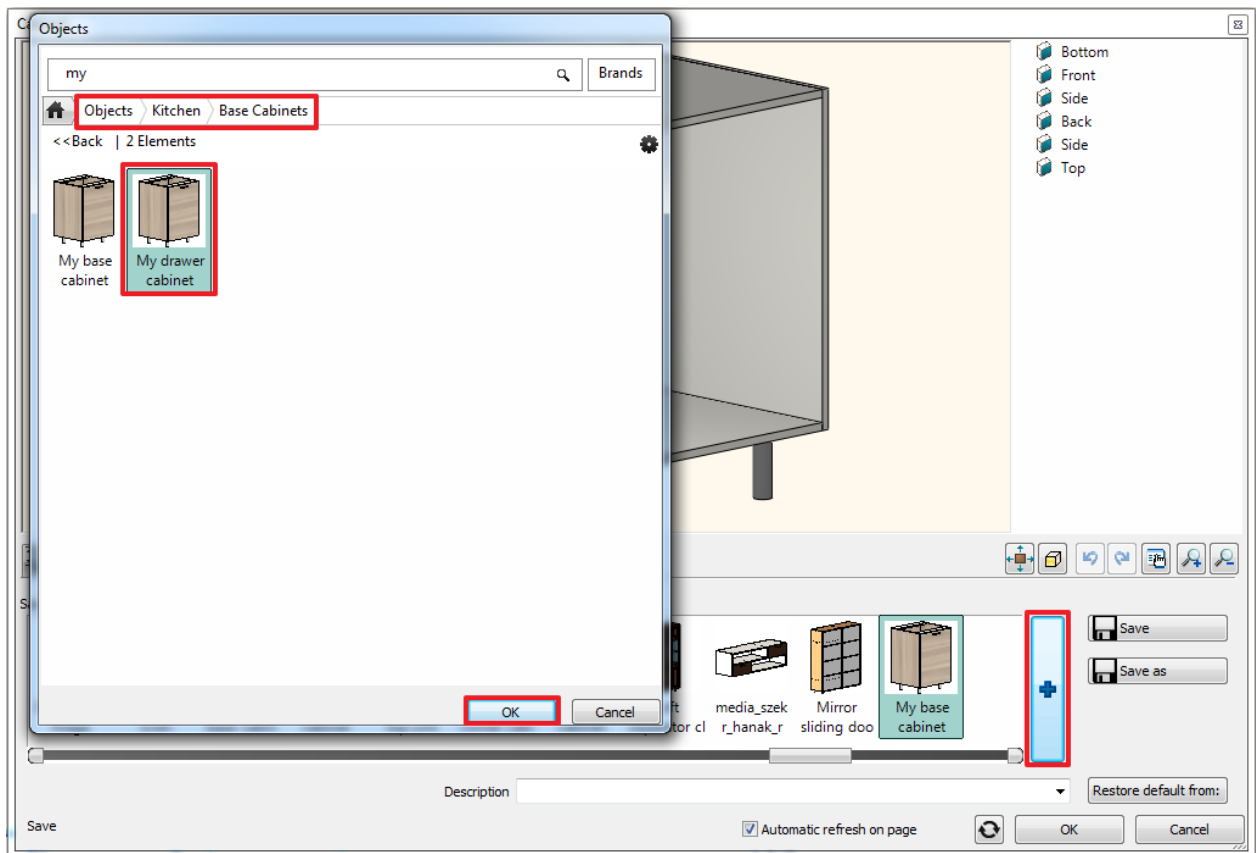 Objects
my
Brands
Objects Kitchen Base Cabinets
<<Back | 2 Elements
My base
cabinet
My drawer
cabinet
OK
Cancel
Bottom
Front
Side
Back
Side
Top
media_szek
r_hanak_r
Mirror
sliding doo
My base
cabinet
Save
Save as
Description
Restore default from:
Save
Automatic refresh on page
OK
Cancel